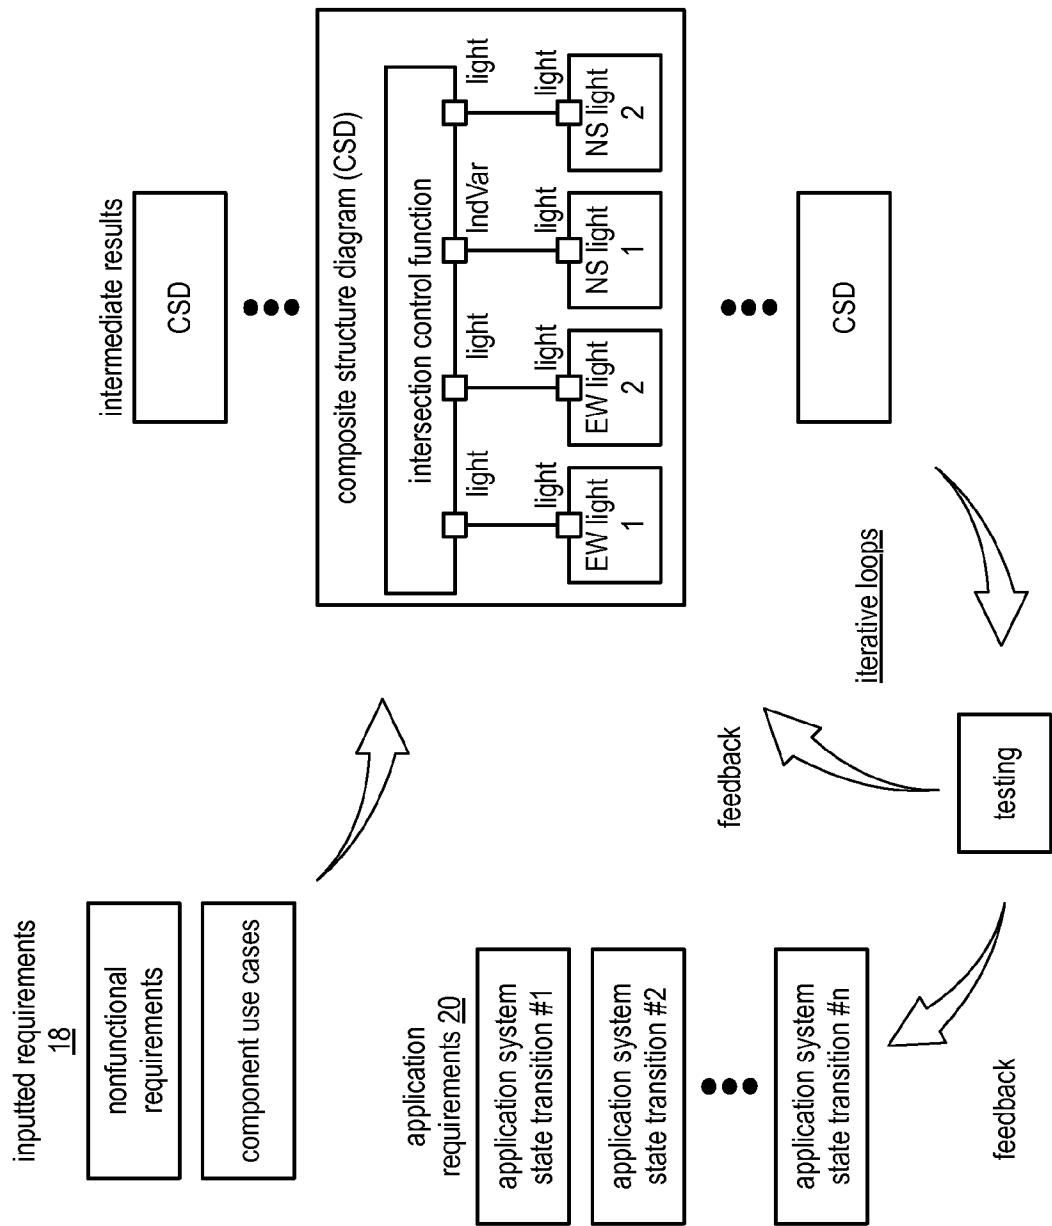 inputted requirements
18
nonfunctional
requirements
component use cases
application
requirements 20
application system
state transition #1
application system
state transition #2
application system
state transition #n
feedback
testing
feedback
iterative loops
intermediate results
CSD
composite structure diagram (CSD)
intersection control function
light
light
IndVar
light
light
light
light
light
EW light
1
EW light
2
NS light
1
NS light
2
CSD